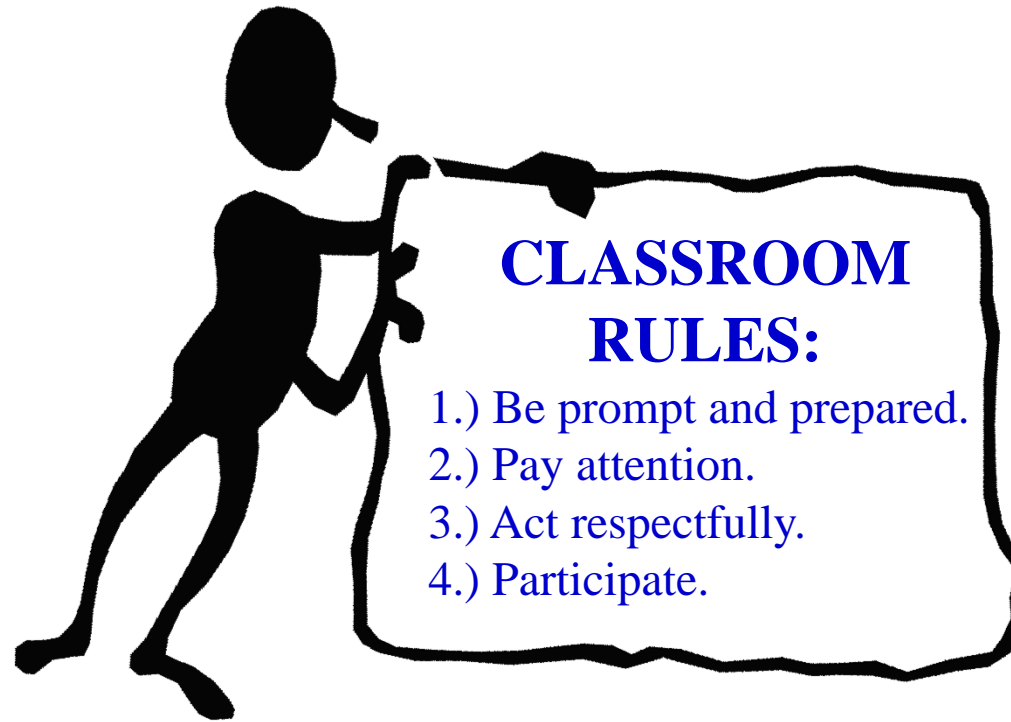 CLASSROOM
RULES:
1.) Be prompt and prepared.
2.) Pay attention.
3.) Act respectfully.
4.) Participate.